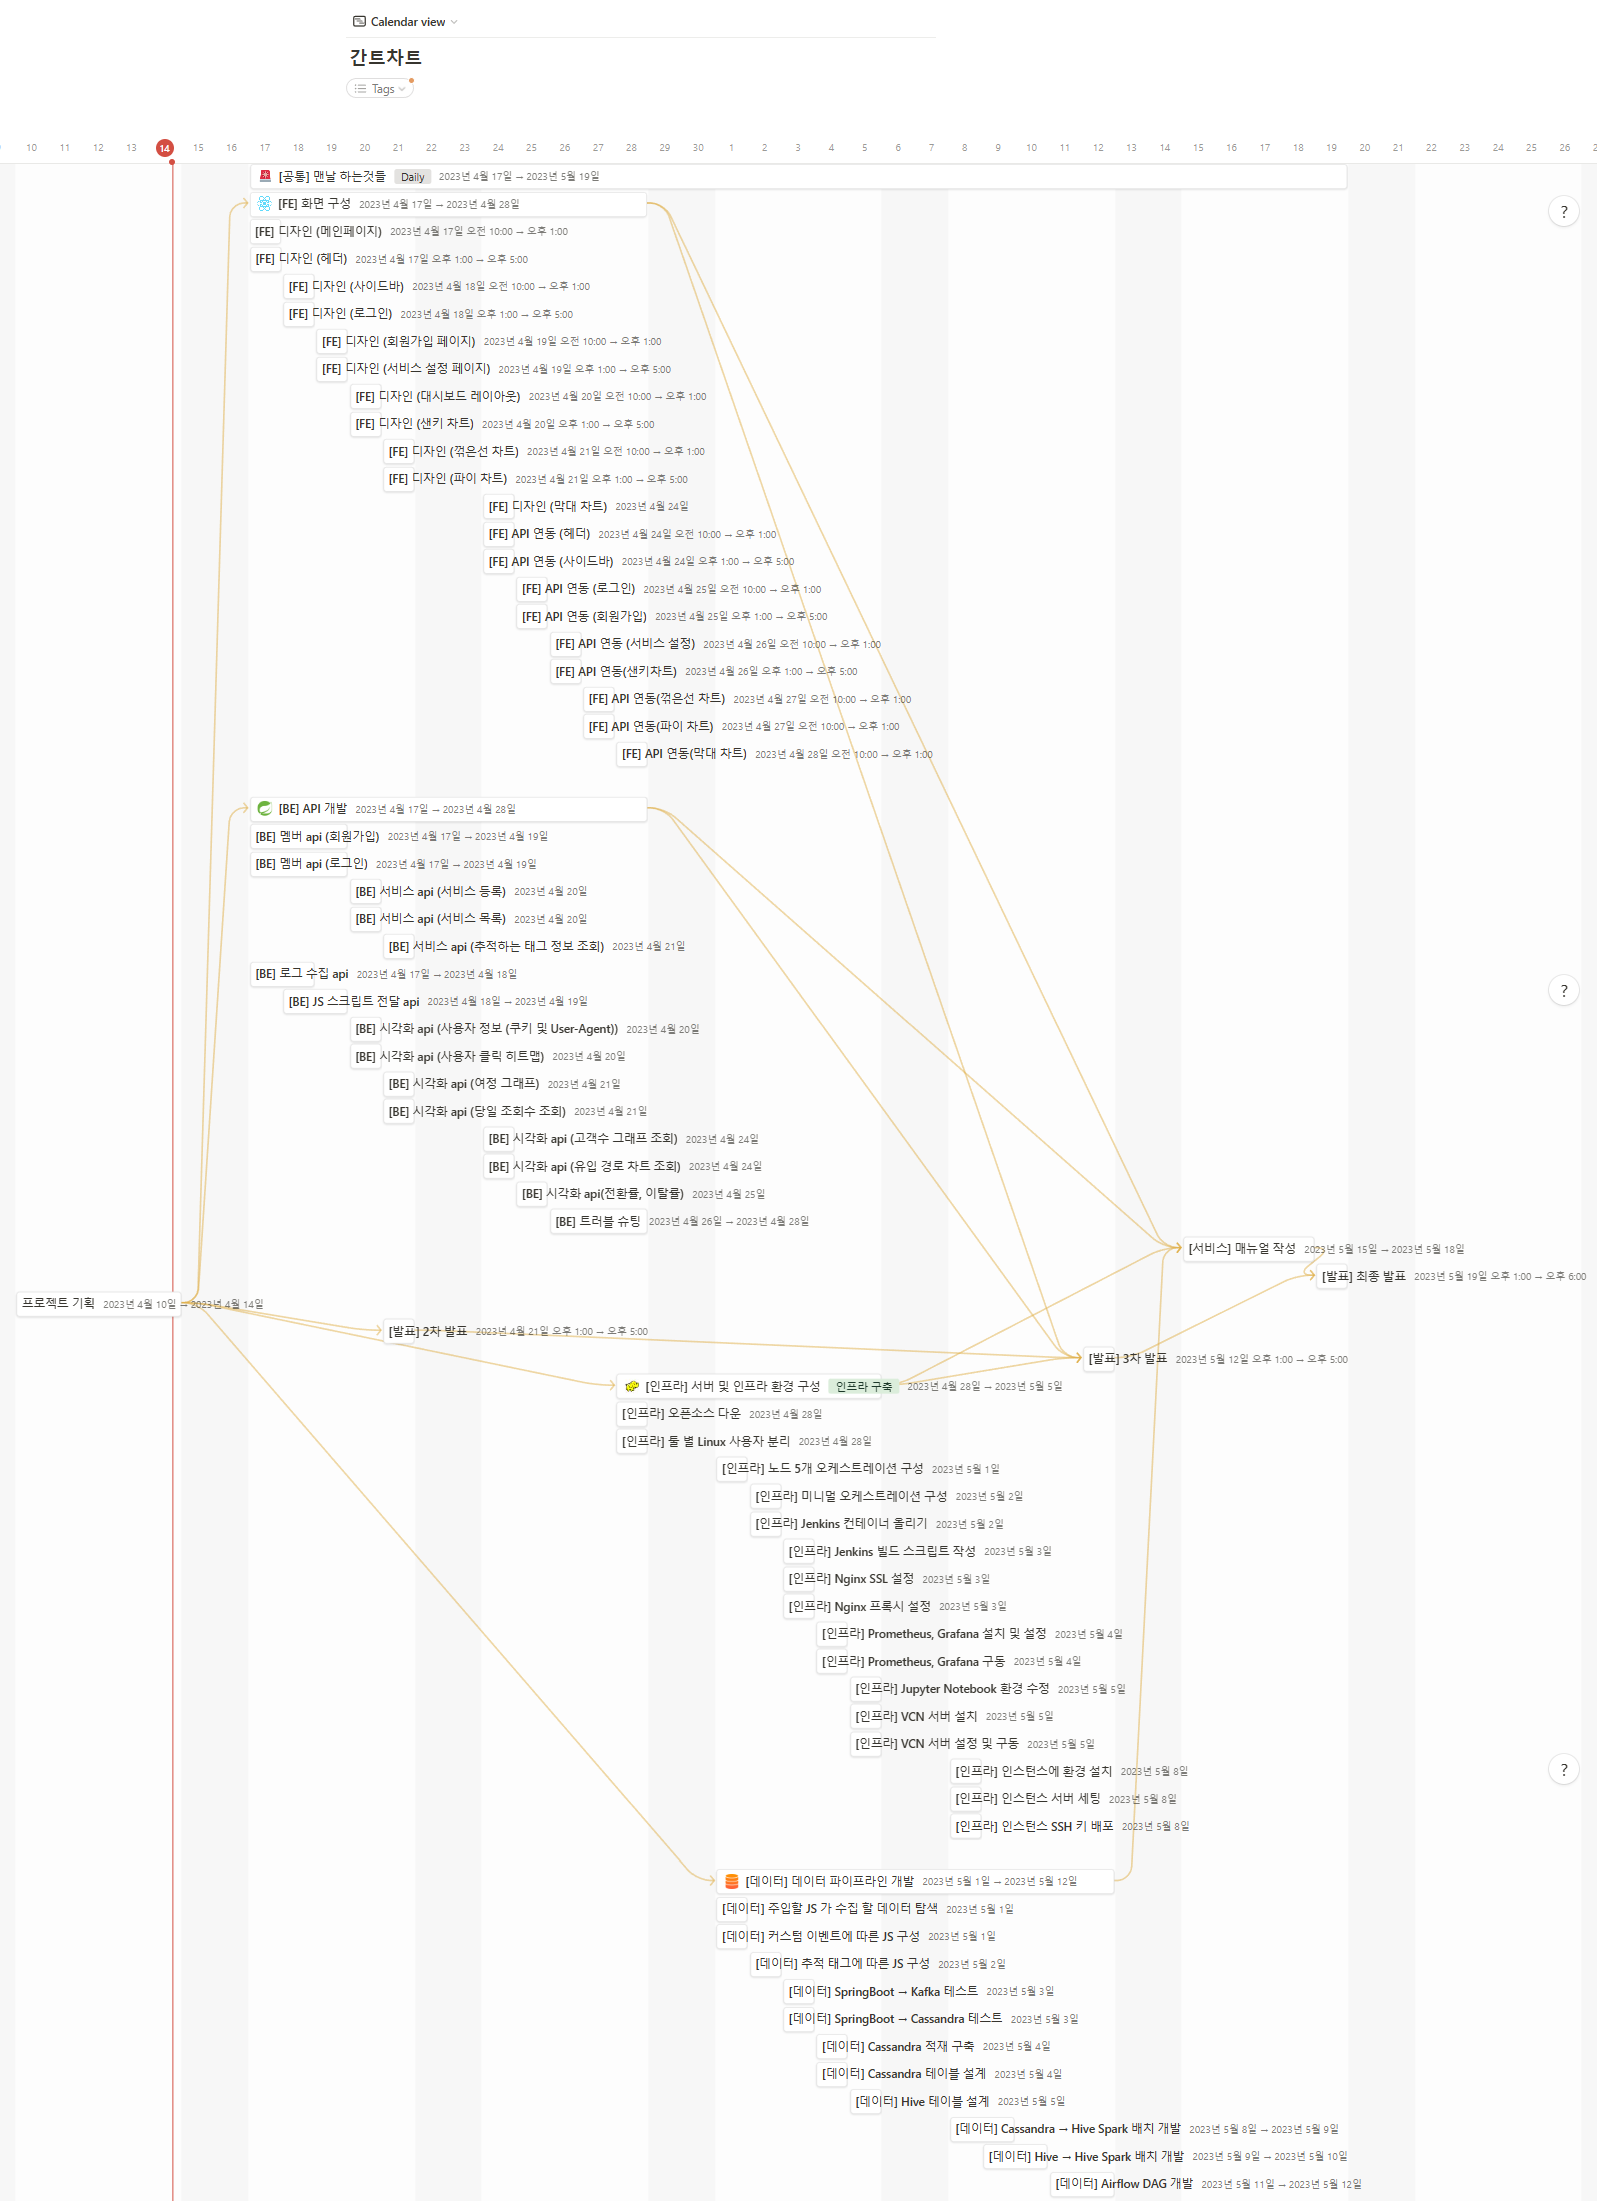 Calendar view
간트차트
Tags
10 11 12 13 14 15 16 17 18 19 20 21 22 23 24 25 26 27 28 29 30 1 2 3 4 5 6 7 8 9 10 11 12 13 14 15 16 17 18 19 20 21 22 23 24 25 26
[공통] 맨날 하는것들 Daily 2023년 4월 17일 → 2023년 5월 19일
[FE] 화면 구성 2023년 4월 17일 → 2023년 4월 28일
?
[FE] 디자인 (메인페이지) 2023년 4월 17일 오전 10:00 → 오후 1:00
[FE] 디자인 (헤더) 2023년 4월 17일 오후 1:00 → 오후 5:00
[FE] 디자인 (사이드바) 2023년 4월 18일 오전 10:00 → 오후 1:00
[FE] 디자인 (로그인) 2023년 4월 18일 오후 1:00 → 오후 5:00
[FE] 디자인 (회원가입 페이지) 2023년 4월 19일 오전 10:00 → 오후 1:00
[FE] 디자인 (서비스 설정 페이지) 2023년 4월 19일 오후 1:00 → 오후 5:00
[FE] 디자인 (대시보드 레이아웃) 2023년 4월 20일 오전 10:00 → 오후 1:00
[FE] 디자인 (샌키 차트) 2023년 4월 20일 오후 1:00 → 오후 5:00
[FE] 디자인 (꺾은선 차트) 2023년 4월 21일 오전 10:00 → 오후 1:00
[FE] 디자인 (파이 차트) 2023년 4월 21일 오후 1:00 → 오후 5:00
[FE] 디자인 (막대 차트) 2023년 4월 24일
[FE] API 연동 (헤더) 2023년 4월 24일 오전 10:00 → 오후 1:00
[FE] API 연동 (사이드바) 2023년 4월 24일 오후 1:00 → 오후 5:00
[FE] API 연동 (로그인) 2023년 4월 25일 오전 10:00 → 오후 1:00
[FE] API 연동 (회원가입) 2023년 4월 25일 오후 1:00 → 오후 5:00
[FE] API 연동 (서비스 설정) 2023년 4월 26일 오전 10:00 → 오후 1:00
[FE] API 연동(샌키차트) 2023년 4월 26일 오후 1:00 → 오후 5:00
[FE] API 연동(꺾은선 차트) 2023년 4월 27일 오전 10:00 → 오후 1:00
[FE] API 연동(파이 차트) 2023년 4월 27일 오전 10:00 → 오후 1:00
[FE] API 연동(막대 차트) 2023년 4월 28일 오전 10:00 → 오후 1:00
[BE] API 개발 2023년 4월 17일 → 2023년 4월 28일
[BE] 멤버 api (회원가입) 2023년 4월 17일 → 2023년 4월 19일
[BE] 멤버 api (로그인) 2023년 4월 17일 → 2023년 4월 19일
[BE] 서비스 api (서비스 등록) 2023년 4월 20일
[BE] 서비스 api (서비스 목록) 2023년 4월 20일
[BE] 서비스 api (추적하는 태그 정보 조회) 2023년 4월 21일
[BE] 로그 수집 api 2023년 4월 17일 → 2023년 4월 18일
?
[BE] JS 스크립트 전달 api 2023년 4월 18일 → 2023년 4월 19일
[BE] 시각화 api (사용자 정보 (쿠키 및 User-Agent)) 2023년 4월 20일
[BE] 시각화 api (사용자 클릭 히트맵) 2023년 4월 20일
[BE] 시각화 api (여정 그래프) 2023년 4월 21일
[BE] 시각화 api (당일 조회수 조회) 2023년 4월 21일
[BE] 시각화 api (고객수 그래프 조회) 2023년 4월 24일
[BE] 시각화 api (유입 경로 차트 조회) 2023년 4월 24일
[BE] 시각화 api(전환률, 이탈률) 2023년 4월 25일
[BE] 트러블 슈팅 2023년 4월 26일 → 2023년 4월 28일
[서비스] 매뉴얼 작성 2023년 5월 15일 → 2023년 5월 18일
[발표] 최종 발표 2023년 5월 19일 오후 1:00 → 오후 6:00
프로젝트 기획 2023년 4월 10일 → 2023년 4월 14일
[발표] 2차 발표 2023년 4월 21일 오후 1:00 → 오후 5:00
[발표] 3차 발표 2023년 5월 12일 오후 1:00 → 오후 5:00
[인프라] 서버 및 인프라 환경 구성 인프라 구축 2023년 4월 28일 → 2023년 5월 5일
[인프라] 오픈소스 다운 2023년 4월 28일
[인프라] 툴 별 Linux 사용자 분리 2023년 4월 28일
[인프라] 노드 5개 오케스트레이션 구성 2023년 5월 1일
[인프라] 미니멀 오케스트레이션 구성 2023년 5월 2일
[인프라] Jenkins 컨테이너 올리기 2023년 5월 2일
[인프라] Jenkins 빌드 스크립트 작성 2023년 5월 3일
[인프라] Nginx SSL 설정 2023년 5월 3일
[인프라] Nginx 프록시 설정 2023년 5월 3일
[인프라] Prometheus, Grafana 설치 및 설정 2023년 5월 4일
[인프라] Prometheus, Grafana 구동 2023년 5월 4일
[인프라] Jupyter Notebook 환경 수정 2023년 5월 5일
[인프라] VCN 서버 설치 2023년 5월 5일
[인프라] VCN 서버 설정 및 구동 2023년 5월 5일
[인프라] 인스턴스에 환경 설치 2023년 5월 8일
?
[인프라] 인스턴스 서버 세팅 2023년 5월 8일
[인프라] 인스턴스 SSH 키 배포 2023년 5월 8일
[데이터] 데이터 파이프라인 개발 2023년 5월 1일 → 2023년 5월 12일
[데이터] 주입할 JS 가 수집 할 데이터 탐색 2023년 5월 1일
[데이터] 커스텀 이벤트에 따른 JS 구성 2023년 5월 1일
[데이터] 추적 태그에 따른 JS 구성 2023년 5월 2일
[데이터] SpringBoot → Kafka 테스트 2023년 5월 3일
[데이터] SpringBoot → Cassandra 테스트 2023년 5월 3일
[데이터] Cassandra 적재 구축 2023년 5월 4일
[데이터] Cassandra 테이블 설계 2023년 5월 4일
[데이터] Hive 테이블 설계 2023년 5월 5일
[데이터] Cassandra → Hive Spark 배치 개발 2023년 5월 8일 → 2023년 5월 9일
[데이터] Hive → Hive Spark 배치 개발 2023년 5월 9일 → 2023년 5월 10일
[데이터] Airflow DAG 개발 2023년 5월 11일 → 2023년 5월 12일